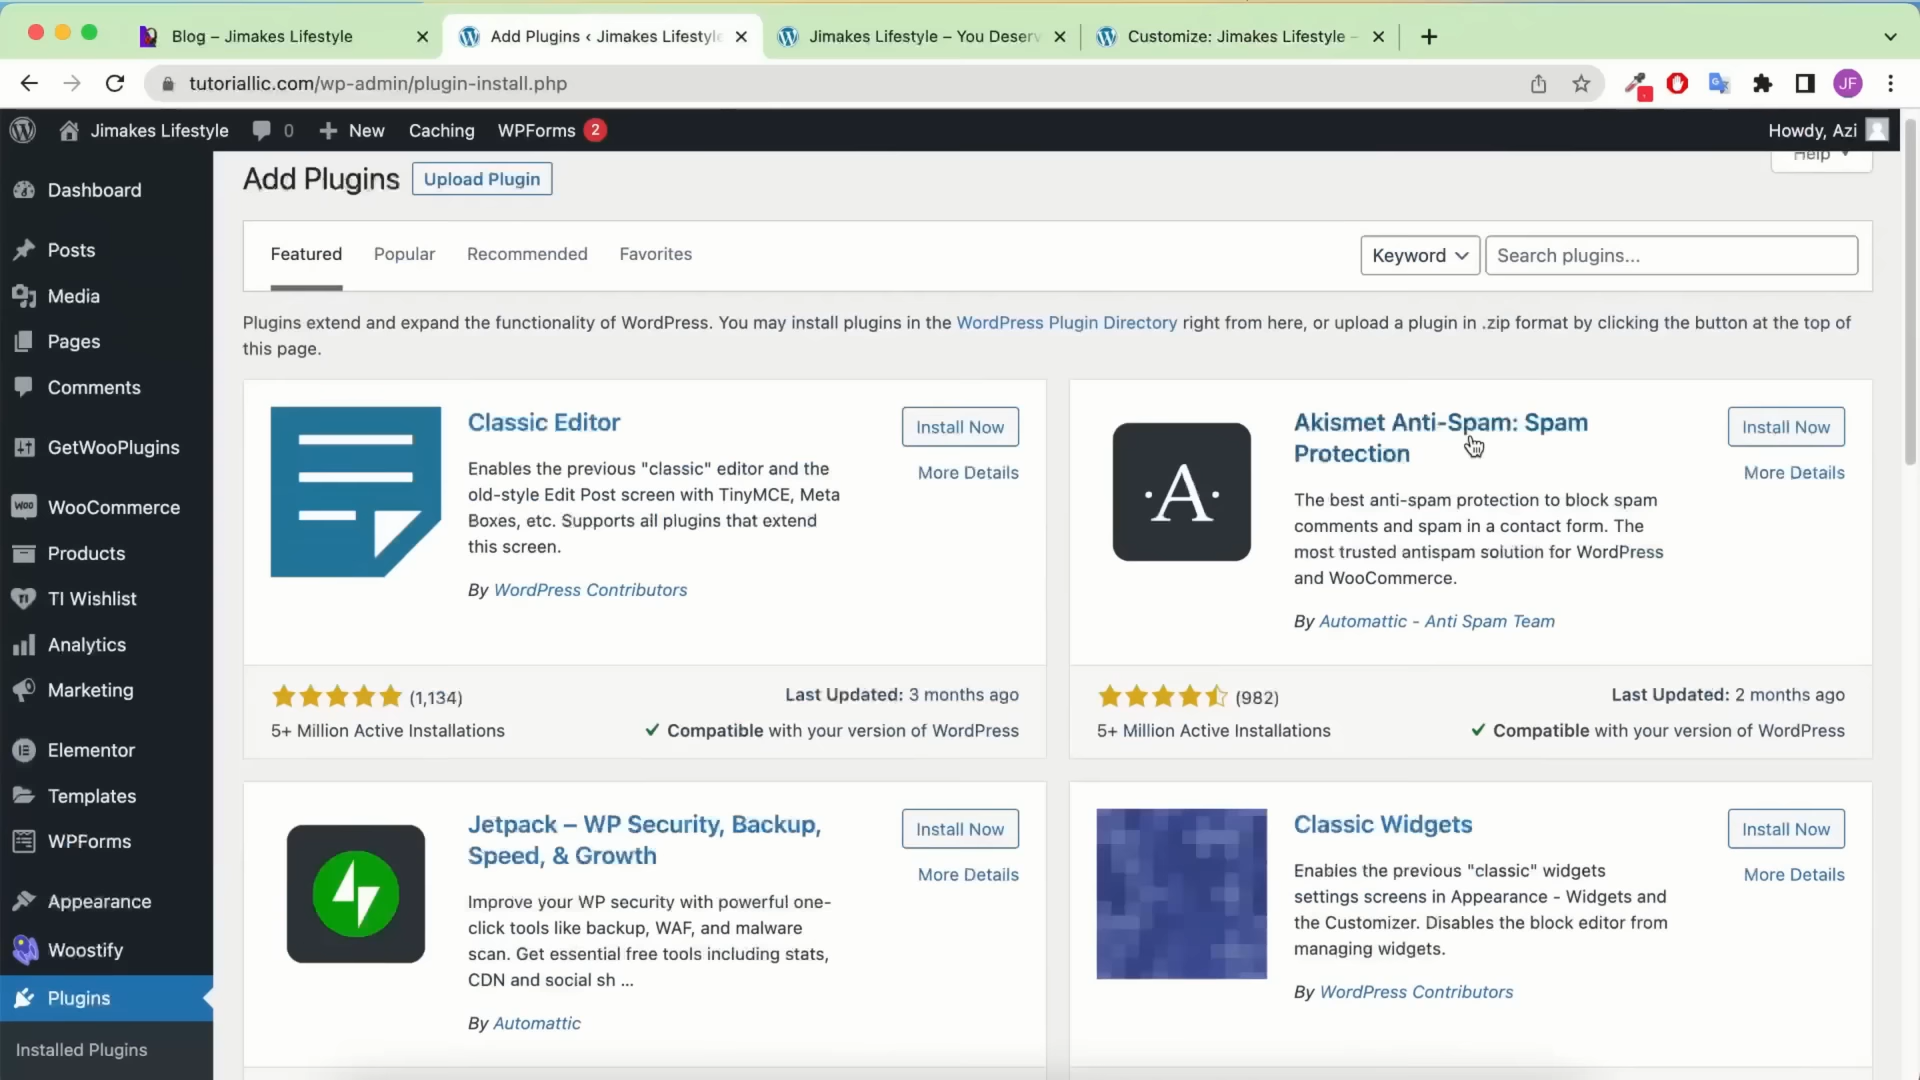 Blog – Jimakes Lifestyle
Add Plugins ‹ Jimakes Lifestyle
Jimakes Lifestyle – You Deserv
Customize: Jimakes Lifestyle –
tutoriallic.com/wp-admin/plugin-install.php
JF
Jimakes Lifestyle
0
New
Caching
WPForms 2
Howdy, Azi
Help
Dashboard
Posts
Media
Pages
Comments
GetWooPlugins
WooCommerce
Products
TI Wishlist
Analytics
Marketing
Elementor
Templates
WPForms
Appearance
Woostify
Plugins
Installed Plugins
Add Plugins
Upload Plugin
Featured
Popular
Recommended
Favorites
Keyword
Search plugins...
Plugins extend and expand the functionality of WordPress. You may install plugins in the WordPress Plugin Directory right from here, or upload a plugin in .zip format by clicking the button at the top of
this page.
Classic Editor
Install Now
More Details
Enables the previous "classic" editor and the
old-style Edit Post screen with TinyMCE, Meta
Boxes, etc. Supports all plugins that extend
this screen.
By WordPress Contributors
(1,134)
Last Updated: 3 months ago
5+ Million Active Installations
Compatible with your version of WordPress
·A·
Akismet Anti-Spam: Spam
Protection
Install Now
More Details
The best anti-spam protection to block spam
comments and spam in a contact form. The
most trusted antispam solution for WordPress
and WooCommerce.
By Automattic - Anti Spam Team
(982)
Last Updated: 2 months ago
5+ Million Active Installations
Compatible with your version of WordPress
Jetpack – WP Security, Backup,
Speed, & Growth
Install Now
More Details
Improve your WP security with powerful one-
click tools like backup, WAF, and malware
scan. Get essential free tools including stats,
CDN and social sh ...
By Automattic
Classic Widgets
Install Now
More Details
Enables the previous "classic" widgets
settings screens in Appearance - Widgets and
the Customizer. Disables the block editor from
managing widgets.
By WordPress Contributors